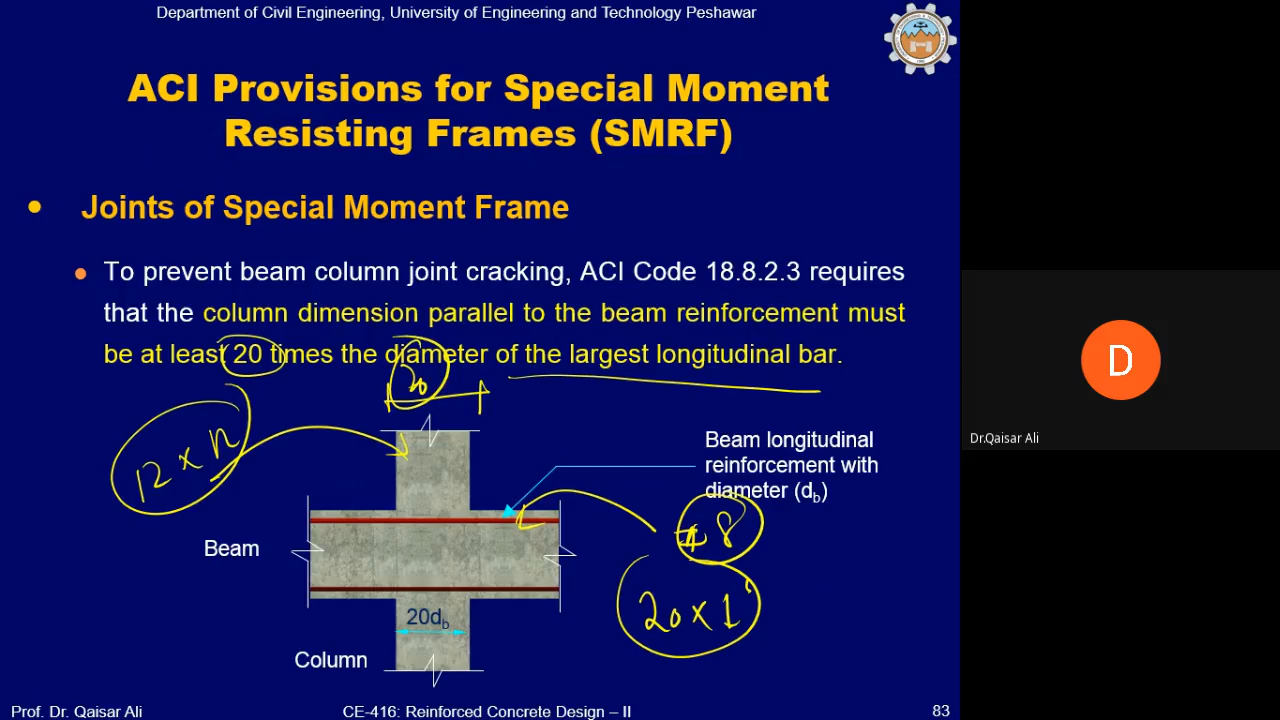 Department of Civil Engineering, University of Engineering and Technology Peshawar
ACI Provisions for Special Moment
Resisting Frames (SMRF)
Joints of Special Moment Frame
To prevent beam column joint cracking, ACI Code 18.8.2.3 requires
that the column dimension parallel to the beam reinforcement must
be at least 20 times the diameter of the largest longitudinal bar.
20
12 × 12
Beam longitudinal
reinforcement with
diameter (db)
# 8
Beam
20 × 1"
20db
Column
D
Dr.Qaisar Ali
Prof. Dr. Qaisar Ali
CE-416: Reinforced Concrete Design – II
83